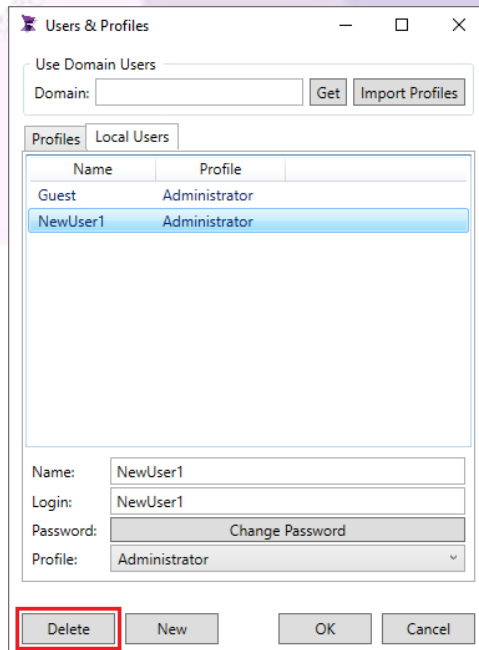 Users & Profiles
Use Domain Users
Domain: Get Import Profiles
Profiles Local Users
Name Profile
Guest Administrator
NewUser1 Administrator
Name: NewUser1
Login: NewUser1
Password: Change Password
Profile: Administrator
Delete New OK Cancel